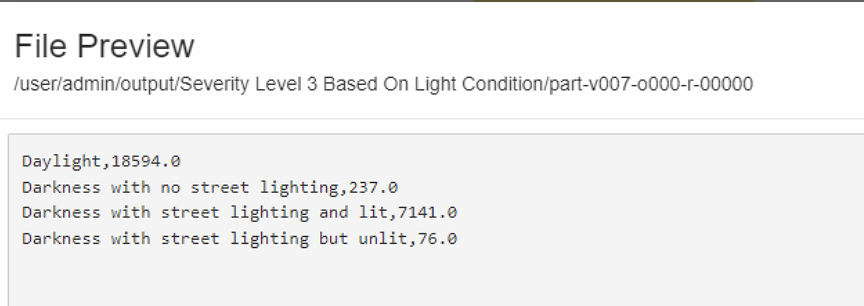 File Preview
/user/admin/output/Severity Level 3 Based On Light Condition/part-v007-o000-r-00000
Daylight,18594.0
Darkness with no street lighting,237.0
Darkness with street lighting and lit,7141.0
Darkness with street lighting but unlit,76.0